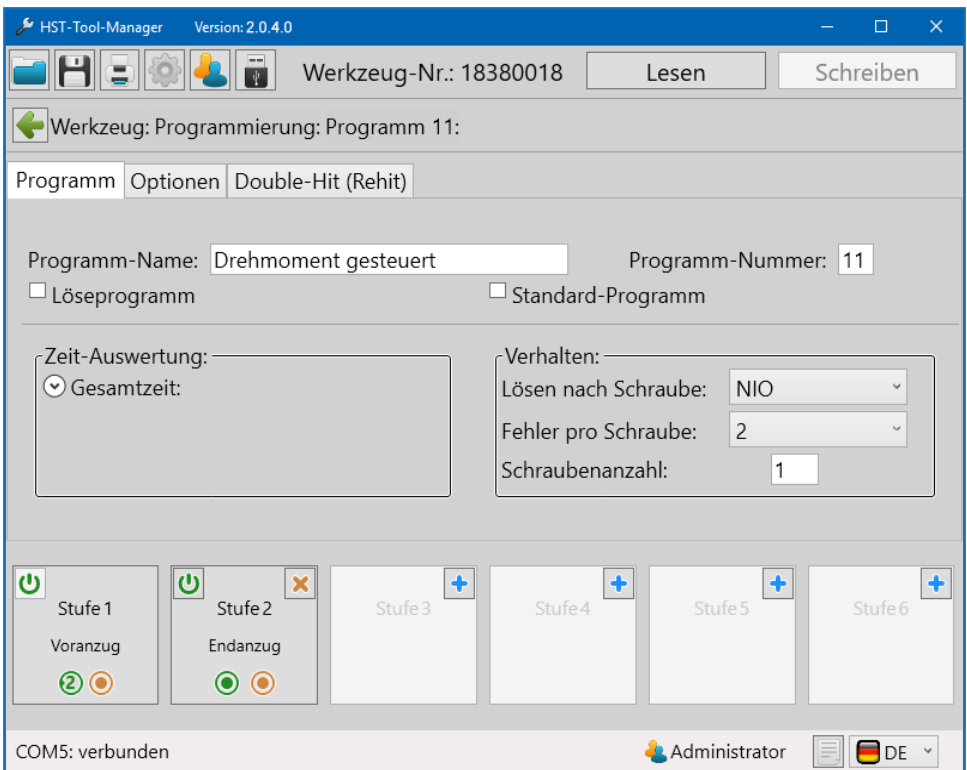 HST-Tool-Manager Version: 2.0.4.0
Werkzeug-Nr.: 18380018 Lesen Schreiben
Werkzeug: Programmierung: Programm 11:
Programm Optionen Double-Hit (Rehit)
Programm-Name: Drehmoment gesteuert Programm-Nummer: 11
Löseprogramm Standard-Programm
Zeit-Auswertung:
Gesamtzeit:
Verhalten:
Lösen nach Schraube: NIO
Fehler pro Schraube: 2
Schraubenanzahl: 1
Stufe 1 Stufe 2 Stufe 3 Stufe 4 Stufe 5 Stufe 6
Voranzug Endanzug
2
COM5: verbunden Administrator DE